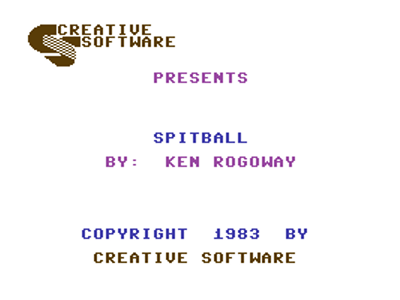 CREATIVE
SOFTWARE
PRESENTS
SPITBALL
BY: KEN ROGOWAY
COPYRIGHT 1983 BY
CREATIVE SOFTWARE